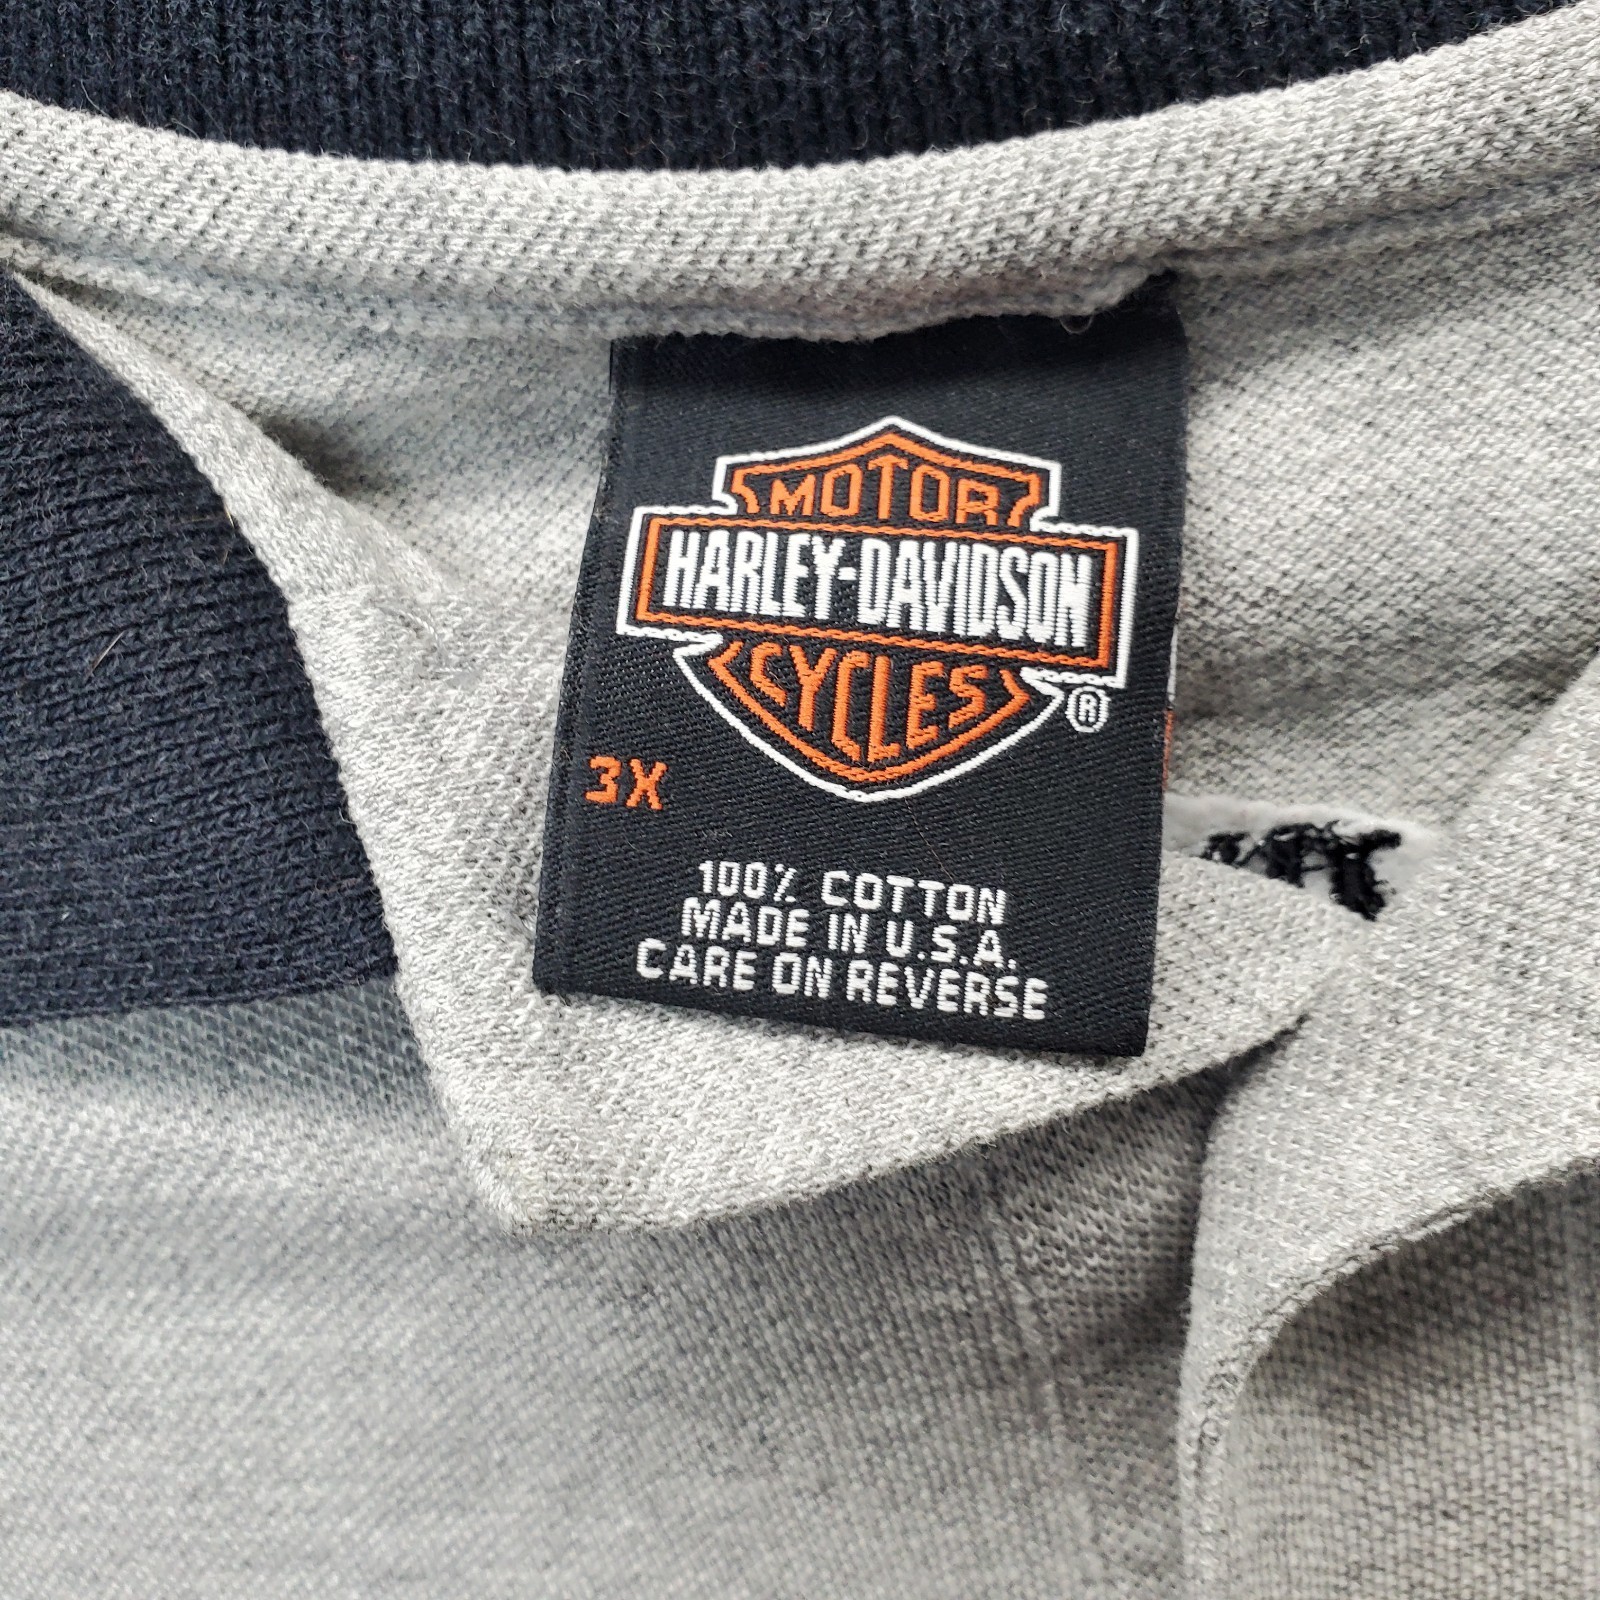 MOTOR
HARLEY-DAVIDSON
CYCLES
®
3X
100% COTTON
MADE IN U.S.A.
CARE ON REVERSE